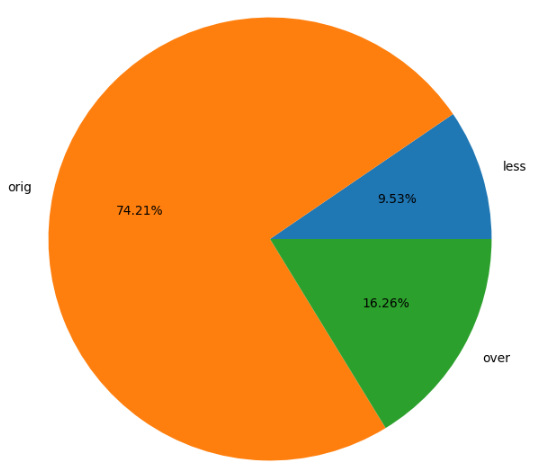 less
9.53%
orig
74.21%
16.26%
over